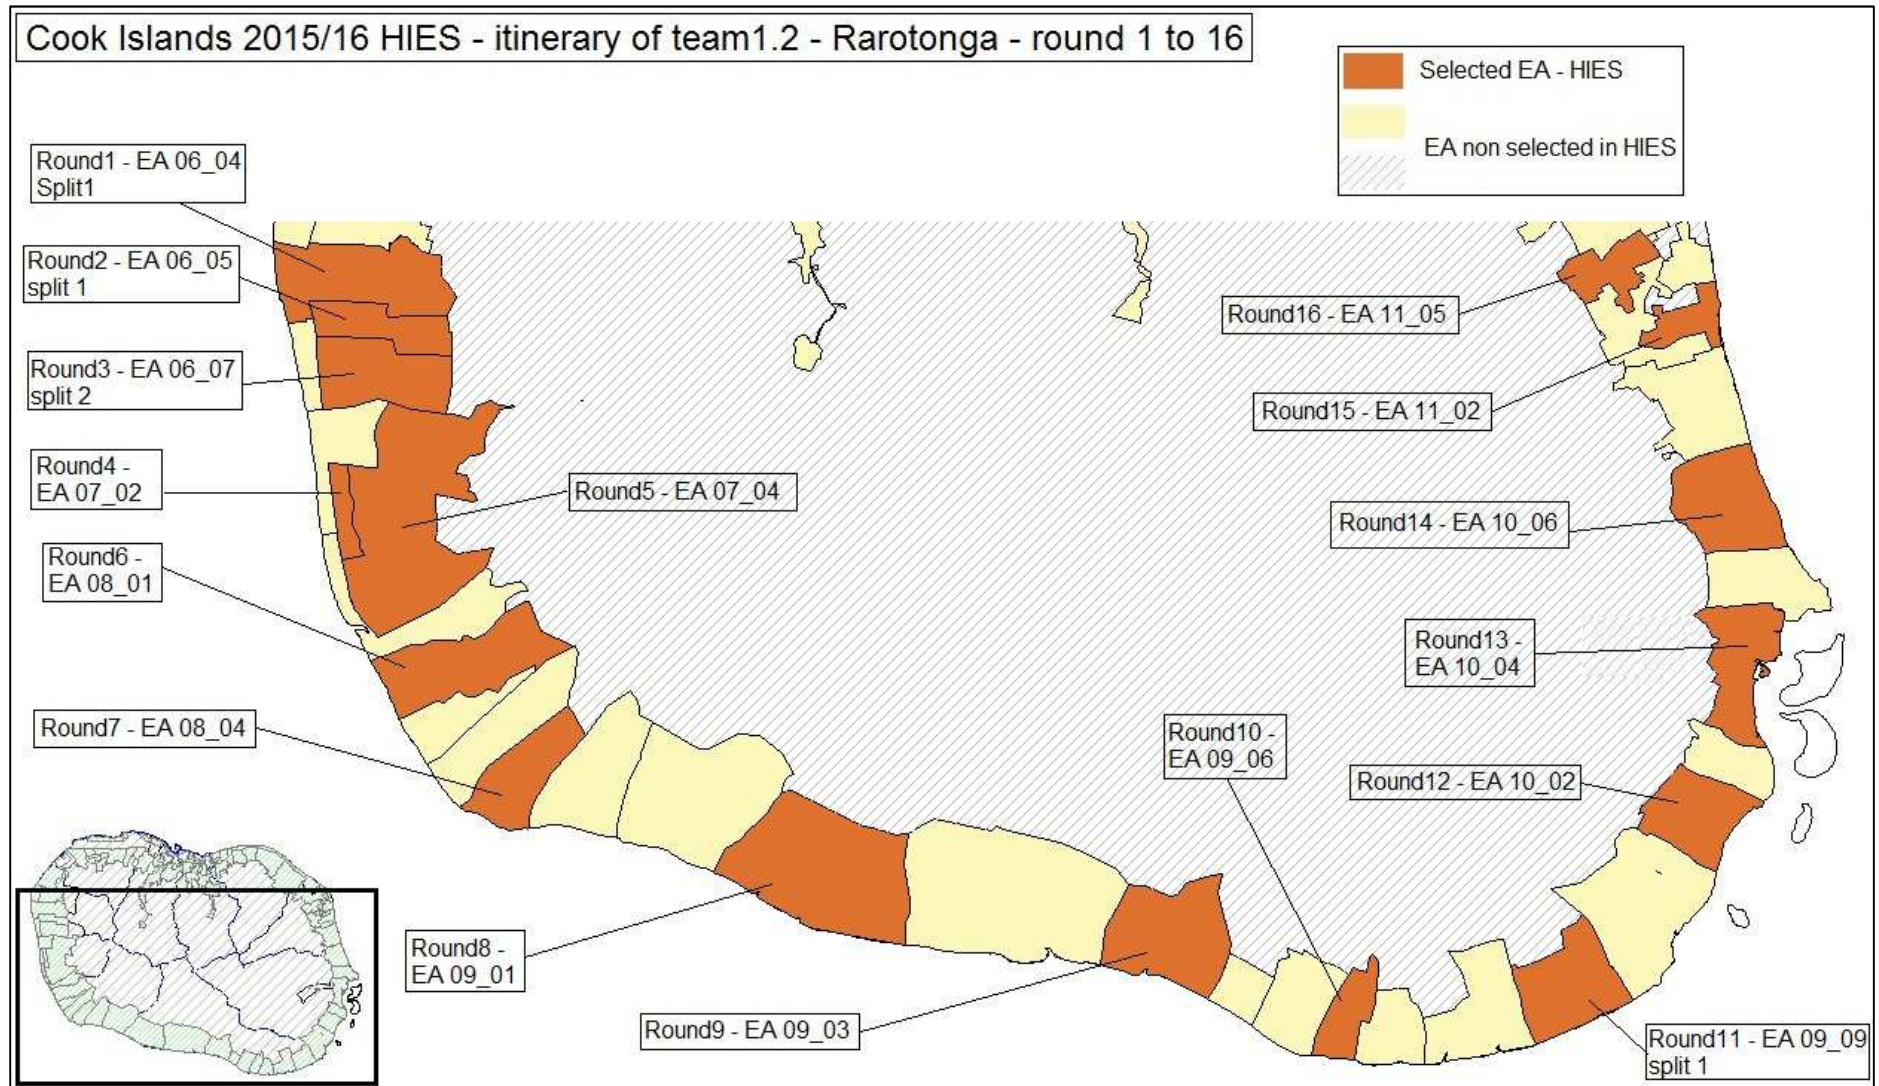 Cook Islands 2015/16 HIES - itinerary of team1.2 - Rarotonga - round 1 to 16
Selected EA - HIES
EA non selected in HIES
Round1 - EA 06_04
Split1
Round2 - EA 06_05
split 1
Round3 - EA 06_07
split 2
Round4 -
EA 07_02
Round5 - EA 07_04
Round6 -
EA 08_01
Round7 - EA 08_04
Round8 -
EA 09_01
Round9 - EA 09_03
Round10 -
EA 09_06
Round11 - EA 09_09
split 1
Round12 - EA 10_02
Round13 -
EA 10_04
Round14 - EA 10_06
Round15 - EA 11_02
Round16 - EA 11_05